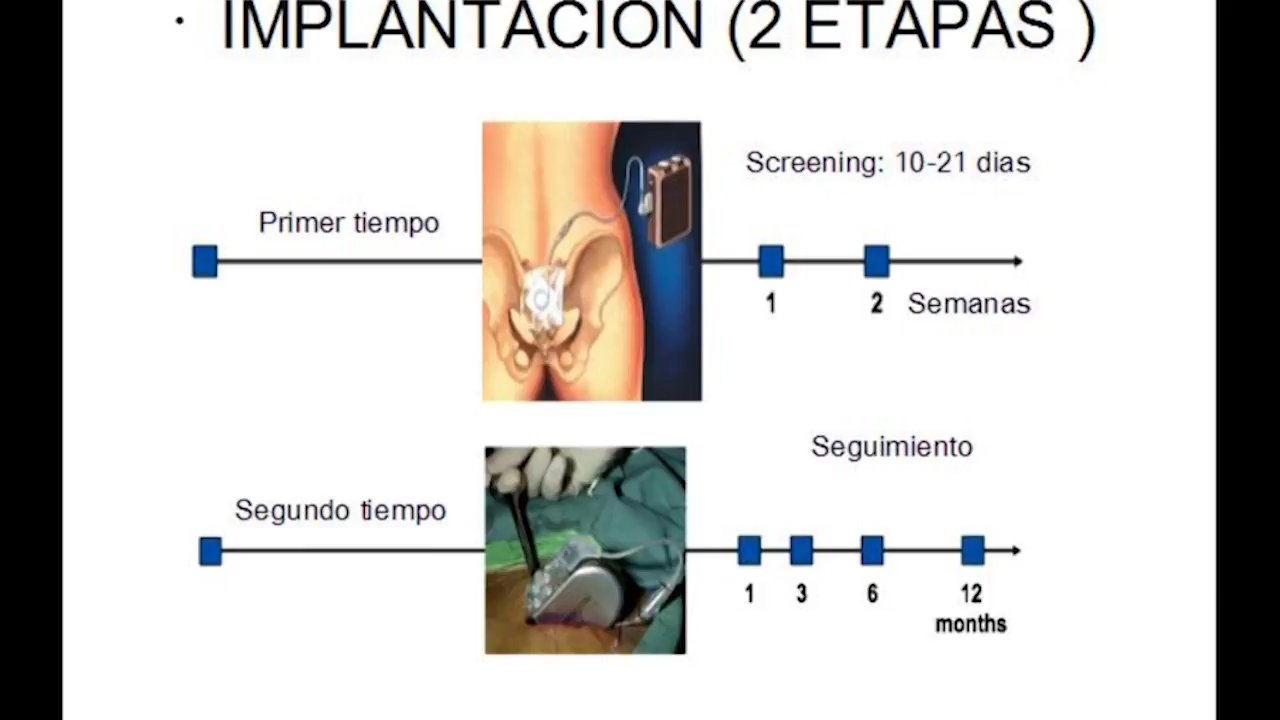 · IMPLANTACION (2 ETAPAS )
Screening: 10-21 dias
Primer tiempo
1 2 Semanas
Seguimiento
Segundo tiempo
1 3 6 12
months